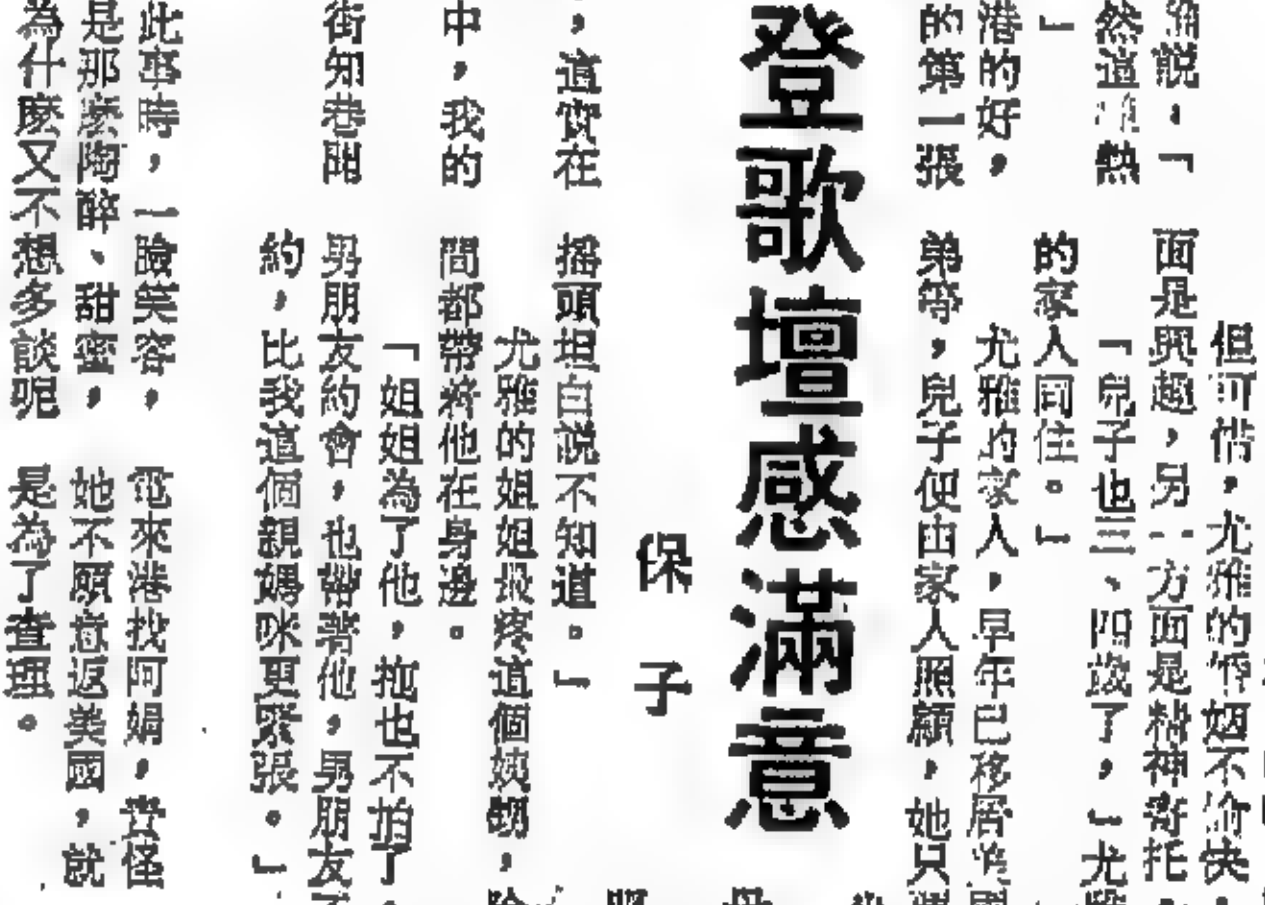 但可惜，尤雅的婚姻不愉快，
面是興趣，另一方面是精神寄托，
雅說，「
然這
熱
「兒子也三、四歲了，」尤雅
」
的家人同住。」
港的好，
尤雅的家人，早年已移居美國
的第一張
弟等，兒子便由家人照顧，她只
登歌壇感滿意
保子
，這實在
搖頭坦白說不知道。」
尤雅的姐姐最疼這個姨甥，
中，我的
間都帶將他在身邊。
「姐姐為了他，拖也不拍了，
街知巷聞
男朋友約會，也帶著他，男朋友
約，比我這個親媽咪更緊張。」
此事時，一臉笑容，
電來港找阿娟，
怪
是那麼陶醉、甜蜜，
她不願意返美國，就
為什麼又不想多談呢
是為了查理。